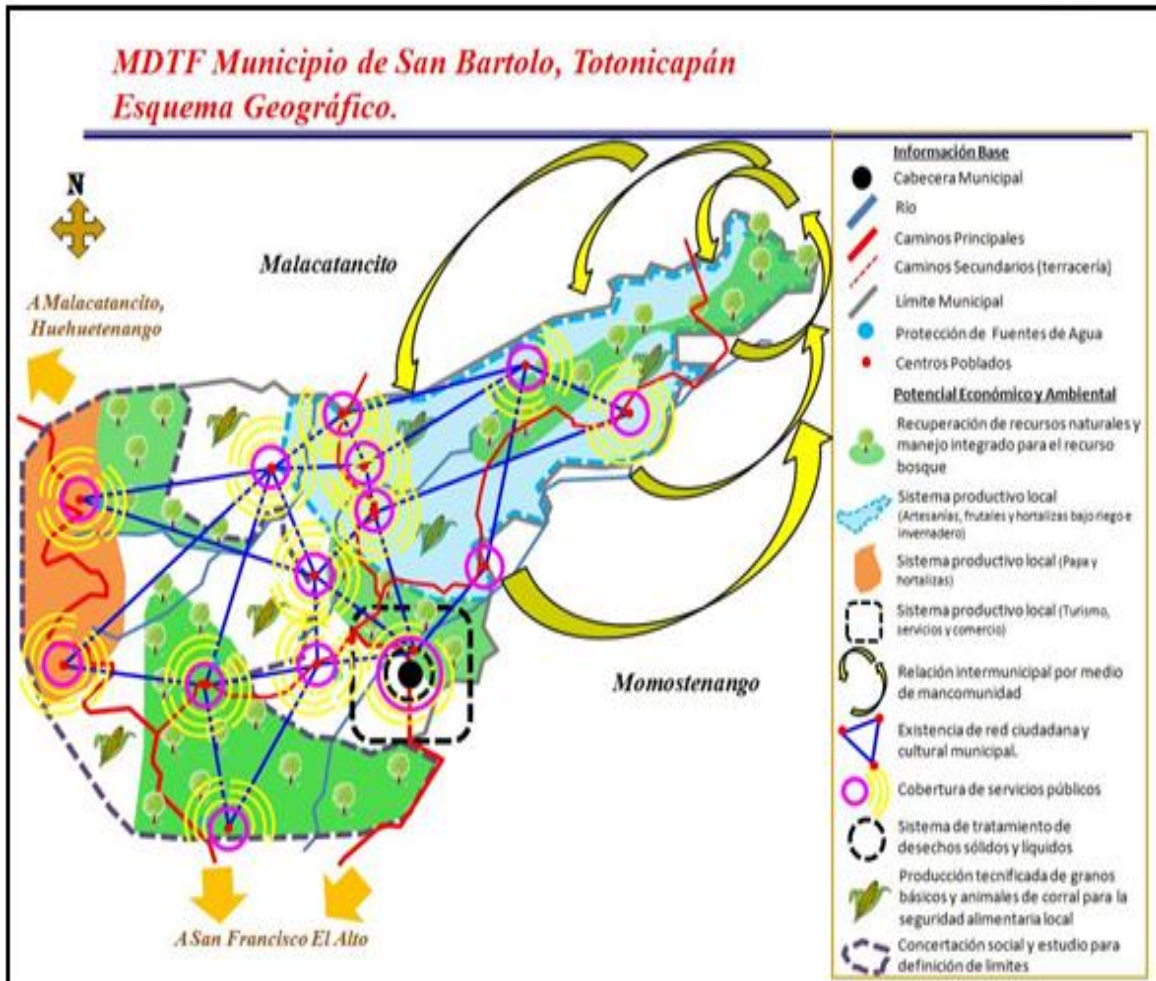 MDTF Municipio de San Bartolo, Totonicapán
Esquema Geográfico.
N
Malacatancito
A Malacatancito,
Huehuetenango
Momostenango
A San Francisco El Alto
Información Base
Cabecera Municipal
Río
Caminos Principales
Caminos Secundarios (terracería)
Límite Municipal
Protección de Fuentes de Agua
Centros Poblados
Potencial Económico y Ambiental
Recuperación de recursos naturales y
manejo integrado para el recurso
bosque
Sistema productivo local
(Artesanías, frutales y hortalizas bajo riego e
invernadero)
Sistema productivo local (Papa y
hortalizas)
Sistema productivo local (Turismo,
servicios y comercio)
Relación intermunicipal por medio
de mancomunidad
Existencia de red ciudadana y
cultural municipal.
Cobertura de servicios públicos
Sistema de tratamiento de
desechos sólidos y líquidos
Producción tecnificada de granos
básicos y animales de corral para la
seguridad alimentaria local
Concertación social y estudio para
definición de limites